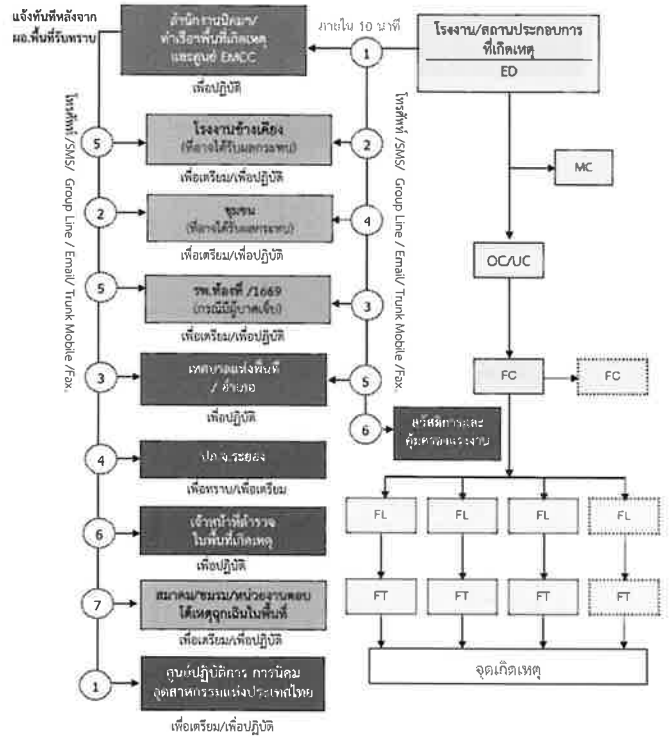 แจ้งทันทีหลังจาก
ผอ.พื้นที่รับทราบ
สำนักงานนิคมฯ/
ท่าเรือฯพื้นที่เกิดเหตุ
และศูนย์ EMCC
เพื่อปฏิบัติ
ภายใน 10 นาที
1
โรงงาน/สถานประกอบการ
ที่เกิดเหตุ
ED
โทรศัพท์ /SMS/ Group Line / Email/ Trunk Mobile /Fax.
5
โรงงานข้างเคียง
(ที่อาจได้รับผลกระทบ)
เพื่อเตรียม/เพื่อปฏิบัติ
2
2
ชุมชน
(ที่อาจได้รับผลกระทบ)
เพื่อเตรียม/เพื่อปฏิบัติ
4
5
รพ.ท้องที่ /1669
(กรณีมีผู้บาดเจ็บ)
เพื่อเตรียม/เพื่อปฏิบัติ
3
3
เทศบาลแห่งพื้นที่
/ อำเภอ
เพื่อปฏิบัติ
5
โทรศัพท์ /SMS/ Group Line / Email/ Trunk Mobile /Fax.
6
สวัสดิการและ
คุ้มครองแรงงาน
4
ปภ.จ.ระยอง
เพื่อทราบ/เพื่อเตรียม
6
เจ้าหน้าที่ตำรวจ
ในพื้นที่เกิดเหตุ
เพื่อปฏิบัติ
7
สมาคม/ชมรม/หน่วยงานตอบ
โต้เหตุฉุกเฉินในพื้นที่
เพื่อเตรียม/เพื่อปฏิบัติ
1
ศูนย์ปฏิบัติการ การนิคม
อุตสาหกรรมแห่งประเทศไทย
เพื่อเตรียม/เพื่อปฏิบัติ
MC
OC/UC
FC
FC
FL
FL
FL
FL
FT
FT
FT
FT
จุดเกิดเหตุ